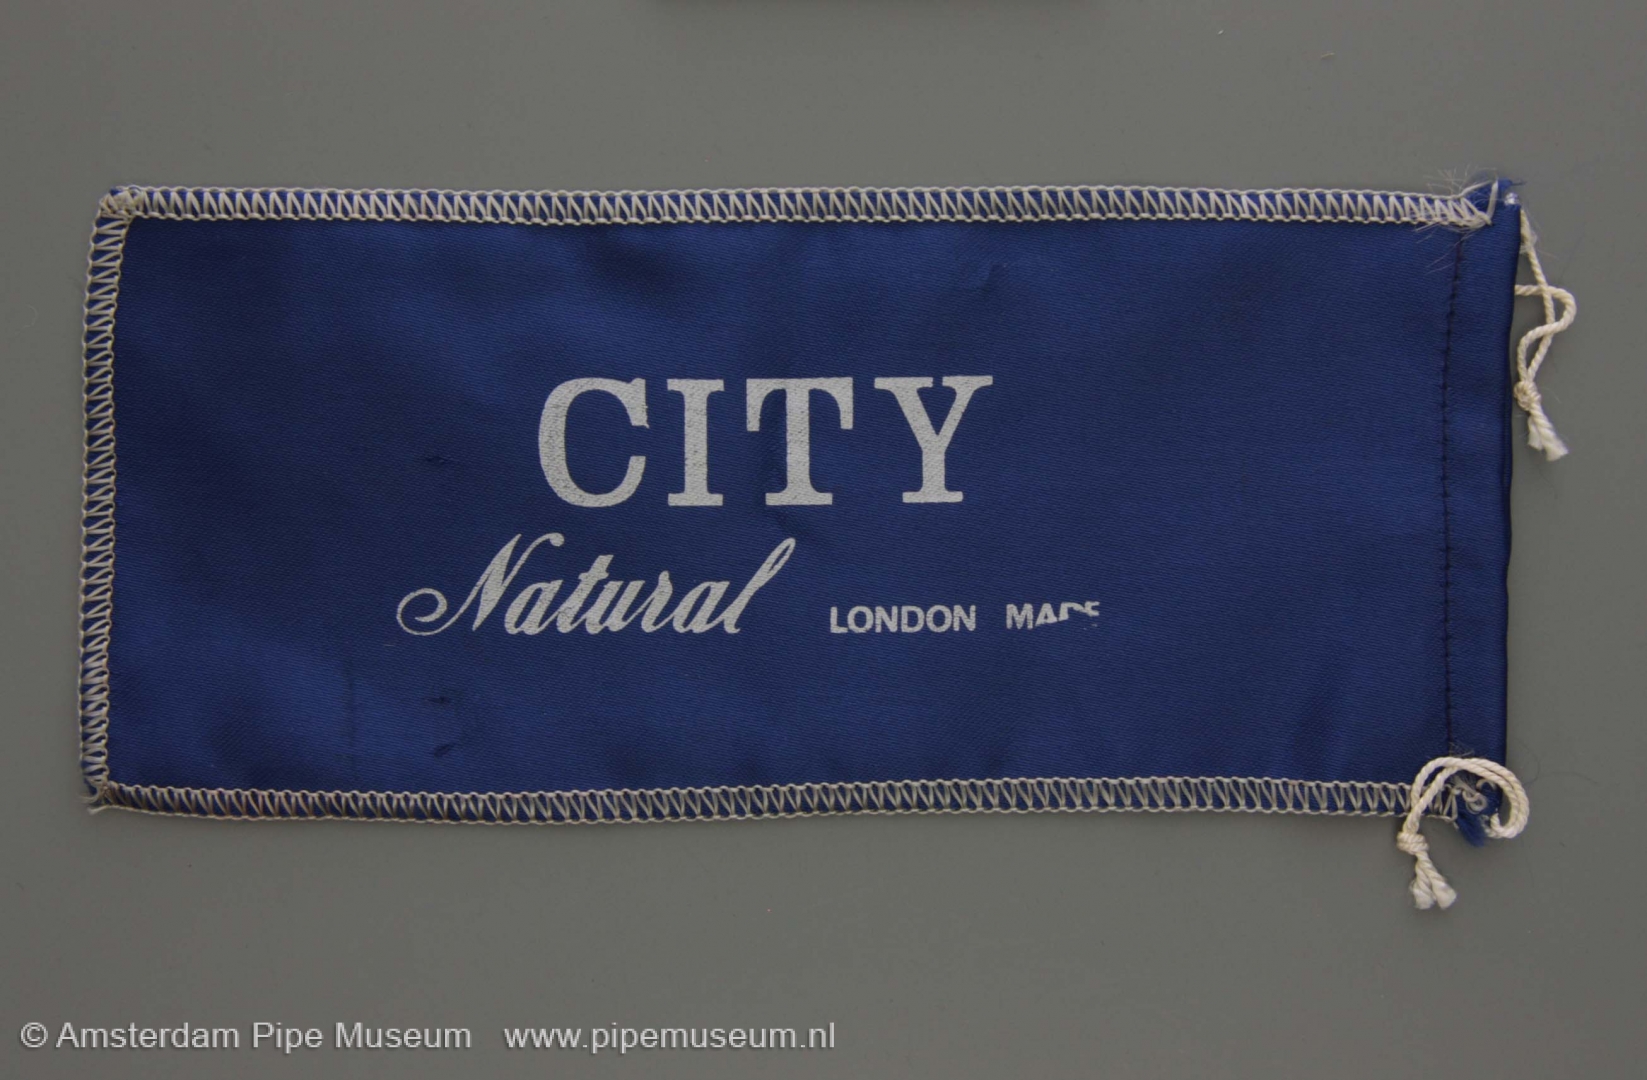 CITY
Natural LONDON MADE
© Amsterdam Pipe Museum www.pipemuseum.nl